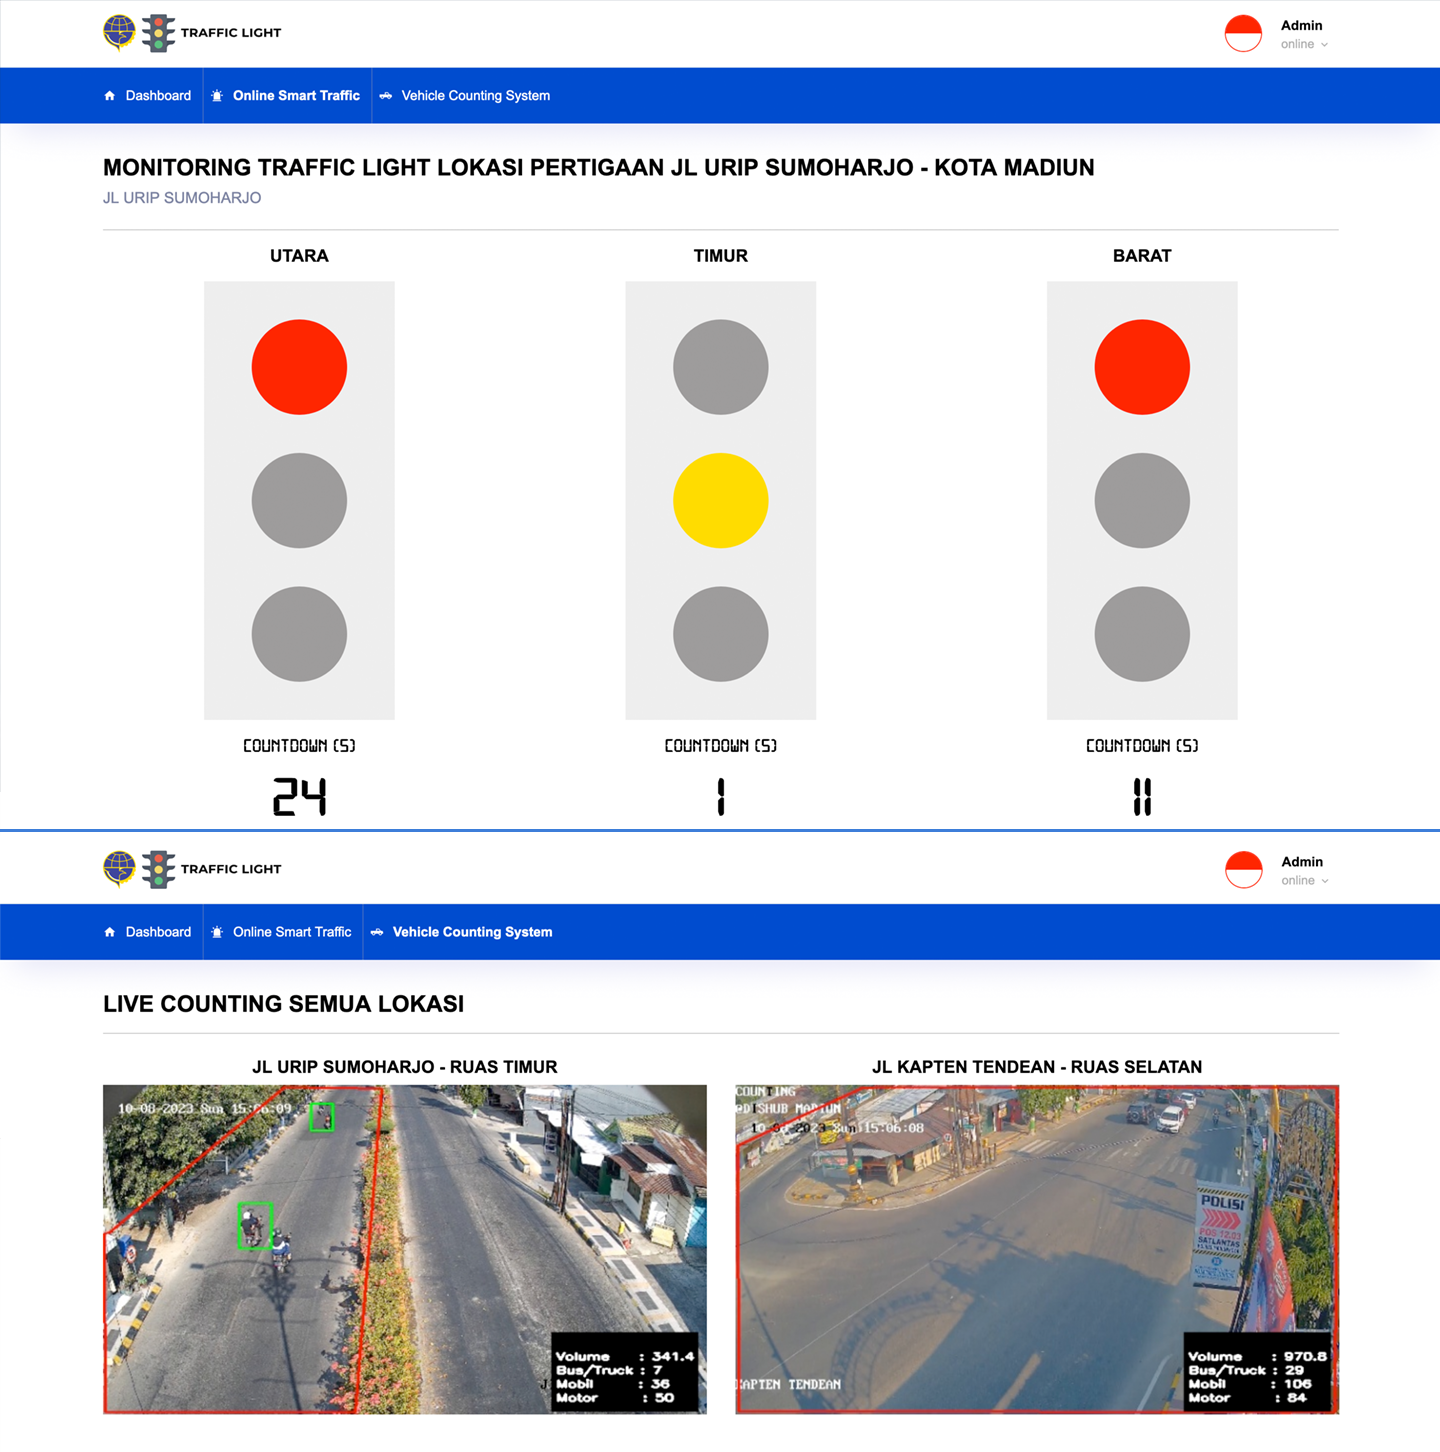 TRAFFIC LIGHT
Admin
online
Dashboard
Online Smart Traffic
Vehicle Counting System
MONITORING TRAFFIC LIGHT LOKASI PERTIGAAN JL URIP SUMOHARJO - KOTA MADIUN
JL URIP SUMOHARJO
UTARA
TIMUR
BARAT
COUNTDOWN (S)
COUNTDOWN (S)
COUNTDOWN (S)
24
1
11
TRAFFIC LIGHT
Admin
online
Dashboard
Online Smart Traffic
Vehicle Counting System
LIVE COUNTING SEMUA LOKASI
JL URIP SUMOHARJO - RUAS TIMUR
JL KAPTEN TENDEAN - RUAS SELATAN
10-08-2023 Sun 15:06:09
Volume : 341.4
Bus/Truck : 7
Mobil : 36
Motor : 50
COUNTING
@DISHUB MADIUN
2023 Sun 15:06:08
POLISI
SATLANTAS
KAPTEN TENDEAN
Volume : 970.8
Bus/Truck : 29
Mobil : 106
Motor : 84